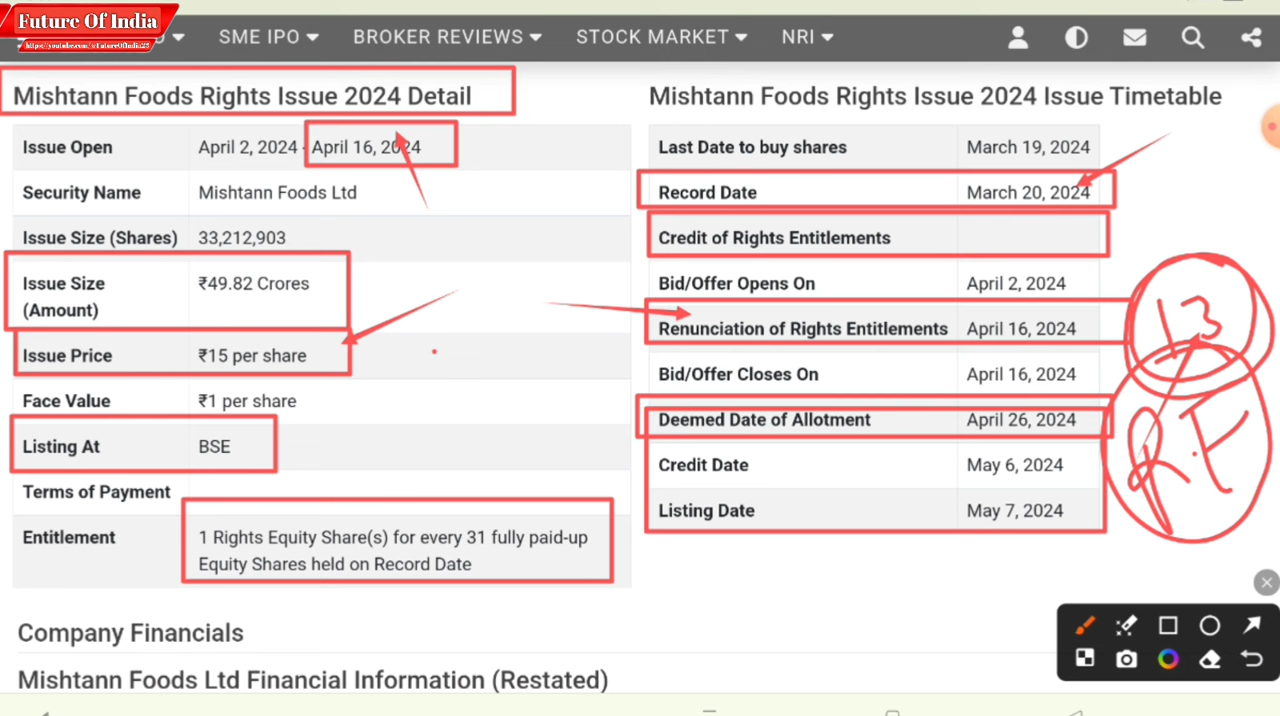 Future Of India
SME IPO
BROKER REVIEWS
STOCK MARKET
NRI
Mishtann Foods Rights Issue 2024 Detail
Issue Open April 2, 2024 - April 16, 2024
Security Name Mishtann Foods Ltd
Issue Size (Shares) 33,212,903
Issue Size ₹49.82 Crores
(Amount)
Issue Price ₹15 per share
Face Value ₹1 per share
Listing At BSE
Terms of Payment
Entitlement 1 Rights Equity Share(s) for every 31 fully paid-up
Equity Shares held on Record Date
Mishtann Foods Rights Issue 2024 Issue Timetable
Last Date to buy shares March 19, 2024
Record Date March 20, 2024
Credit of Rights Entitlements
Bid/Offer Opens On April 2, 2024
Renunciation of Rights Entitlements April 16, 2024
Bid/Offer Closes On April 16, 2024
Deemed Date of Allotment April 26, 2024
Credit Date May 6, 2024
Listing Date May 7, 2024
13
R.E
Company Financials
Mishtann Foods Ltd Financial Information (Restated)